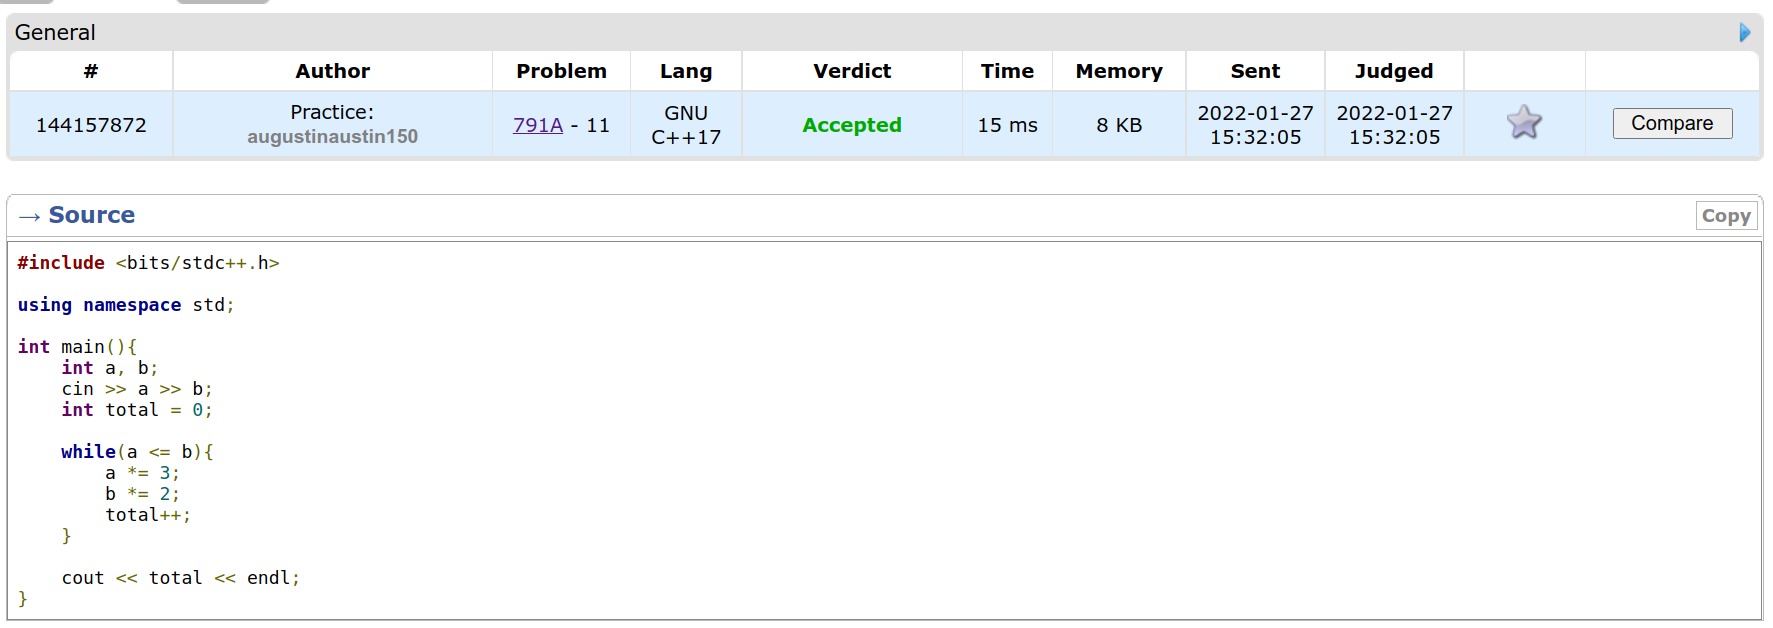 General
# Author Problem Lang Verdict Time Memory Sent Judged
144157872 Practice: augustinaustin150 791A - 11 GNU C++17 Accepted 15 ms 8 KB 2022-01-27 15:32:05 2022-01-27 15:32:05 Compare
→ Source Copy
#include <bits/stdc++.h>
using namespace std;
int main(){
    int a, b;
    cin >> a >> b;
    int total = 0;
    while(a <= b){
        a *= 3;
        b *= 2;
        total++;
    }
    cout << total << endl;
}